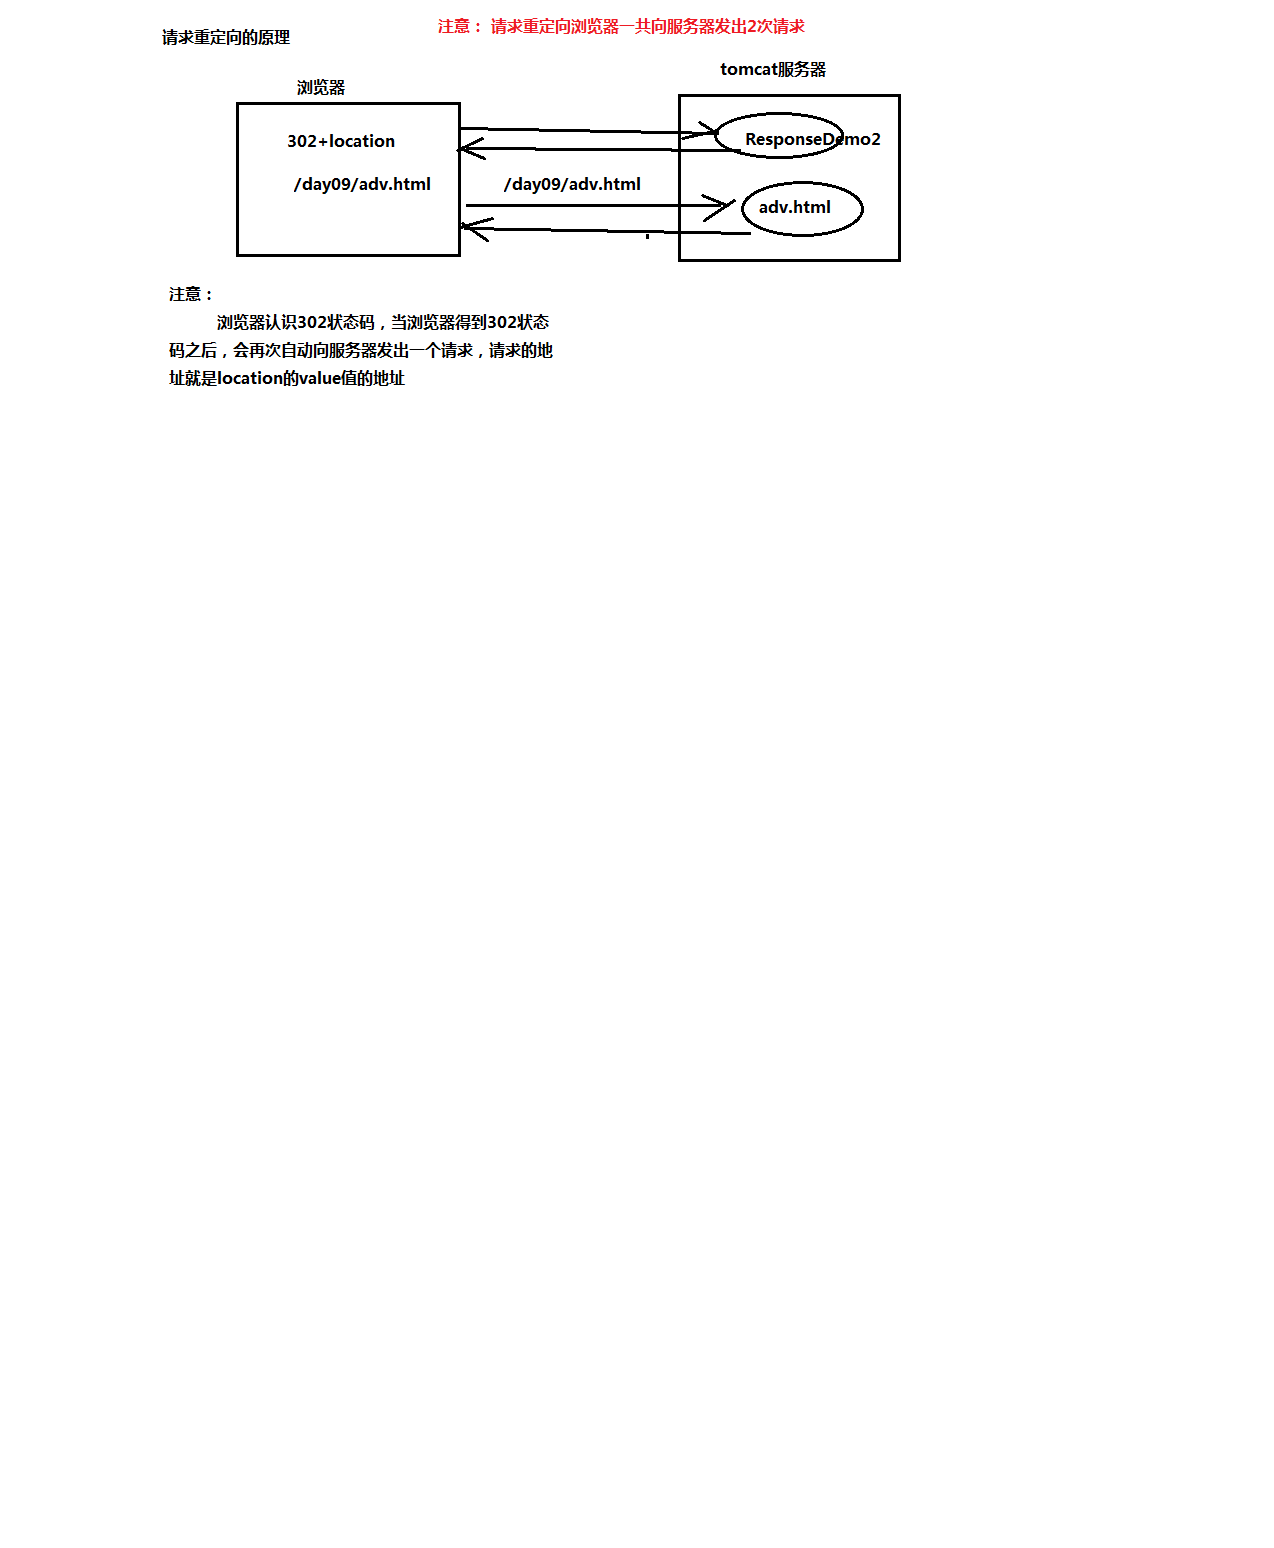 注意： 请求重定向浏览器一共向服务器发出2次请求
请求重定向的原理
tomcat服务器
浏览器
302+location
ResponseDemo2
/day09/adv.html
/day09/adv.html
adv.html
注意：
浏览器认识302状态码，当浏览器得到302状态
码之后，会再次自动向服务器发出一个请求，请求的地
址就是location的value值的地址